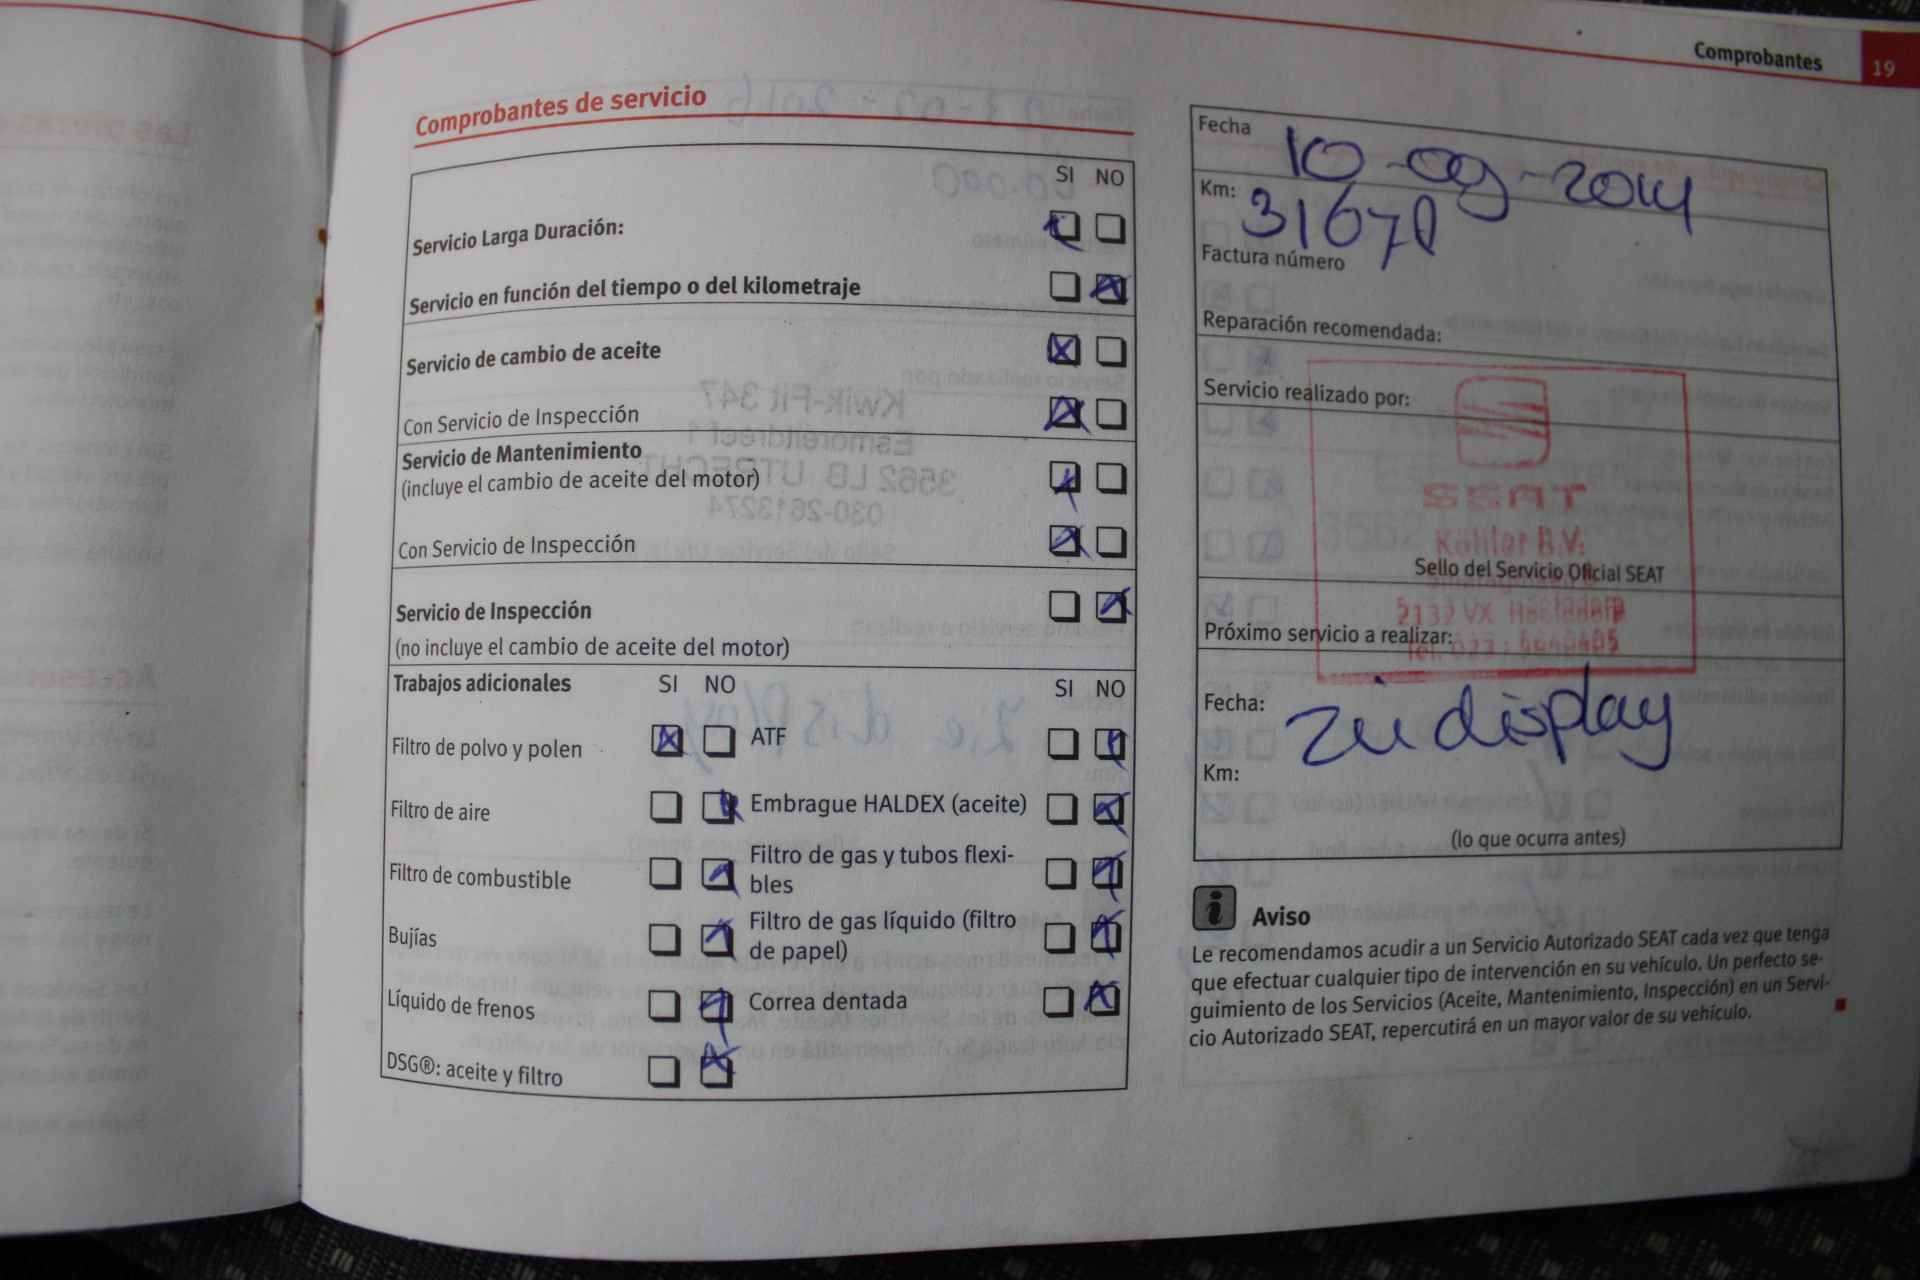 Comprobantes
19
Comprobantes de servicio
SI NO
Servicio Larga Duración:
Servicio en función del tiempo o del kilometraje
Servicio de cambio de aceite
Con Servicio de Inspección
Servicio de Mantenimiento
(incluye el cambio de aceite del motor)
Con Servicio de Inspección
Servicio de Inspección
(no incluye el cambio de aceite del motor)
Trabajos adicionales SI NO SI NO
Filtro de polvo y polen ATF
Filtro de aire Embrague HALDEX (aceite)
Filtro de combustible Filtro de gas y tubos flexi-
bles
Bujías Filtro de gas líquido (filtro
de papel)
Líquido de frenos Correa dentada
DSG®: aceite y filtro
Fecha 10-09-2014
Km: 31670
Factura número
Reparación recomendada:
Servicio realizado por:
SEAT
B.V.
Sello del Servicio Oficial SEAT
2132 VX
Próximo servicio a realizar:
Tel. 023
Fecha: zie display
Km:
(lo que ocurra antes)
i Aviso
Le recomendamos acudir a un Servicio Autorizado SEAT cada vez que tenga
que efectuar cualquier tipo de intervención en su vehículo. Un perfecto se-
guimiento de los Servicios (Aceite, Mantenimiento, Inspección) en un Servi-
cio Autorizado SEAT, repercutirá en un mayor valor de su vehículo.